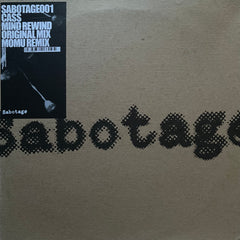 SABOTAGE001
CASS
MIND REWIND
ORIGINAL MIX
MOMU REMIX
Sabotage
Sabotage